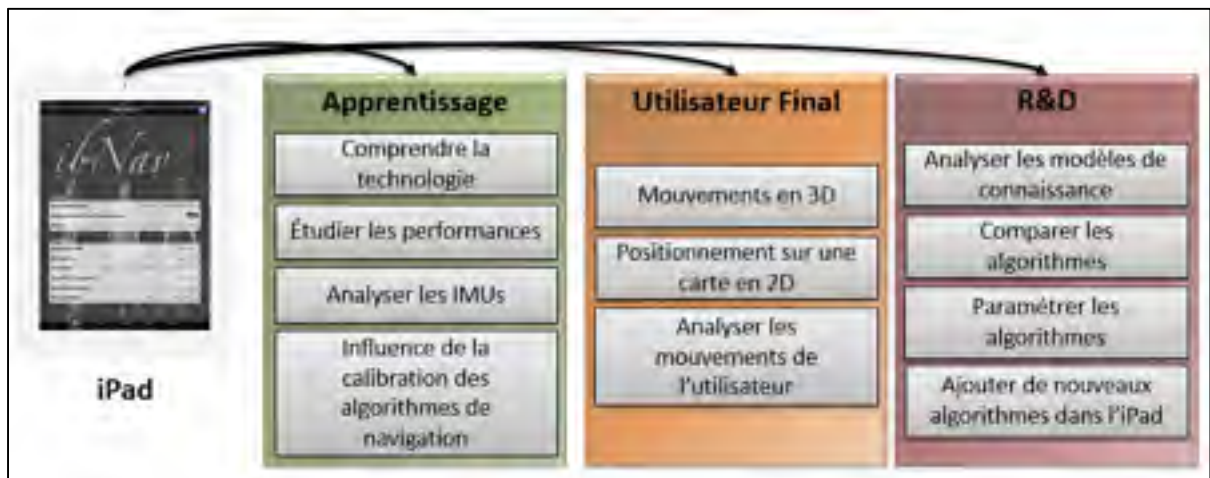 iPad
Apprentissage
Comprendre la
technologie
Étudier les performances
Analyser les IMUs
Influence de la
calibration des
algorithmes de
navigation
Utilisateur Final
Mouvements en 3D
Positionnement sur une
carte en 2D
Analyser les
mouvements de
l'utilisateur
R&D
Analyser les modèles de
connaissance
Comparer les
algorithmes
Paramétrer les
algorithmes
Ajouter de nouveaux
algorithmes dans l'iPad